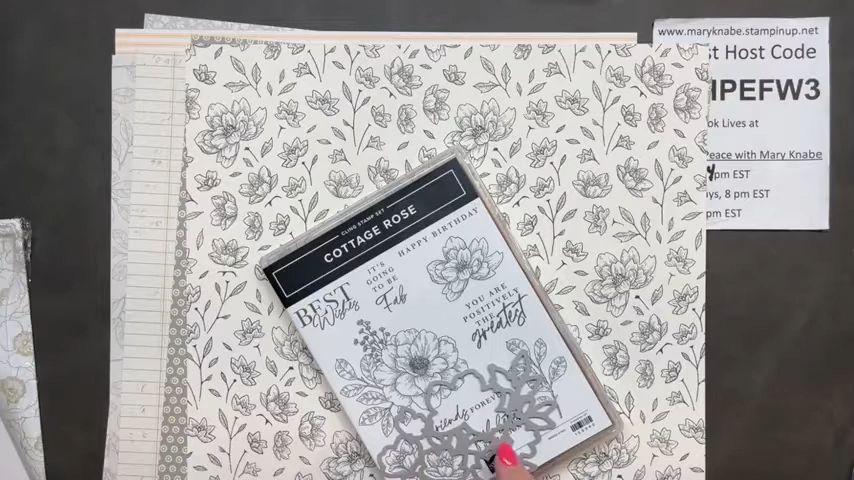 www.maryknabe.stampinup.net
Host Code
IPEFW3
Lives at
Peace with Mary Knabe
pm EST
8 pm EST
pm EST
CLING STAMP SET
COTTAGE ROSE
BEST
Wishes
IT'S
GOING
TO BE
Fab
HAPPY BIRTHDAY
YOU ARE
POSITIVELY
THE
greatest
FOREVER